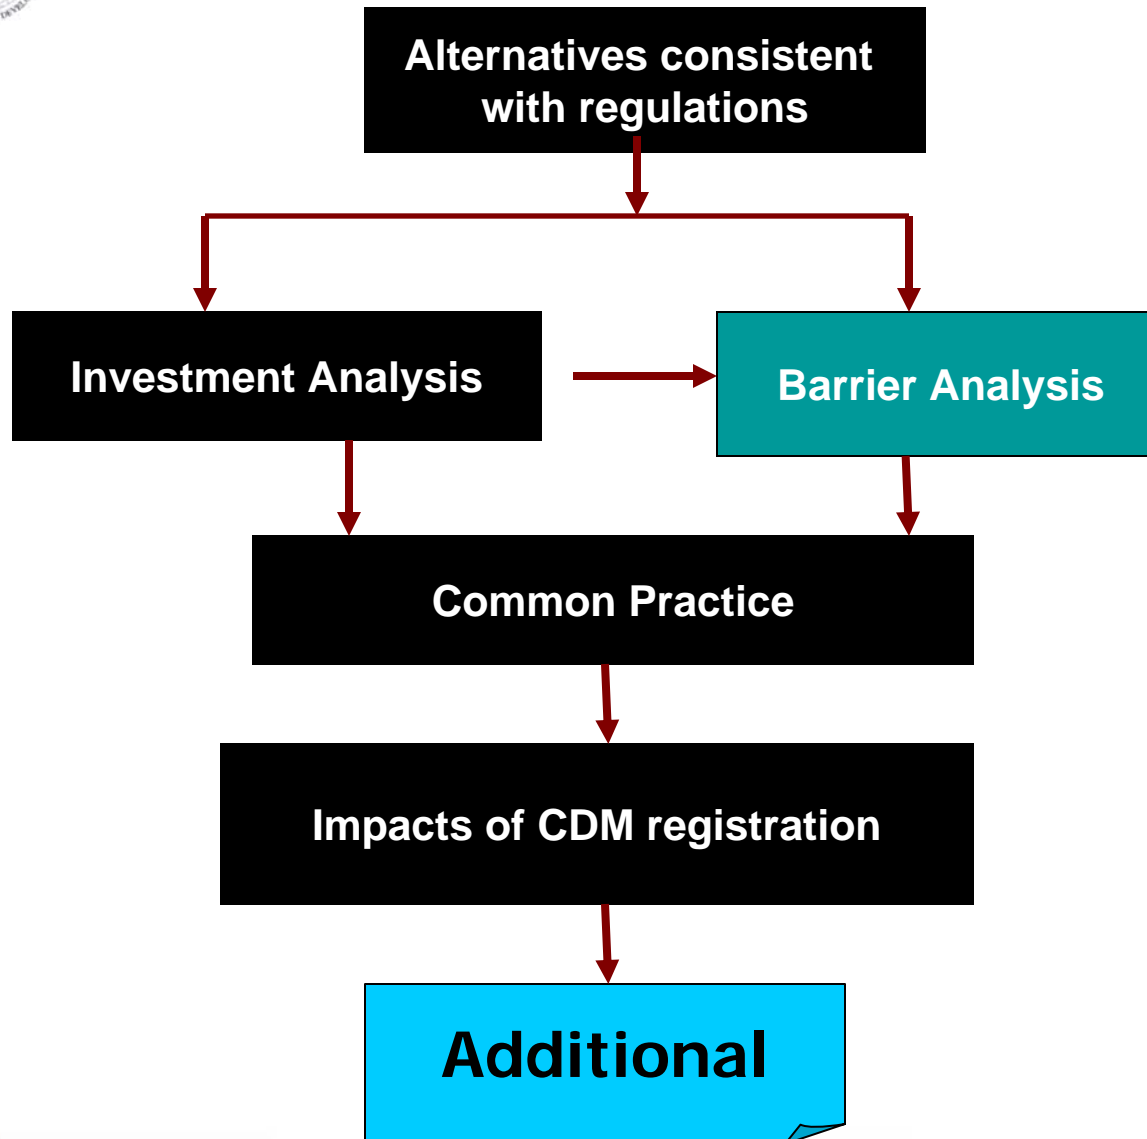 Alternatives consistent
with regulations
Investment Analysis
Barrier Analysis
Common Practice
Impacts of CDM registration
Additional